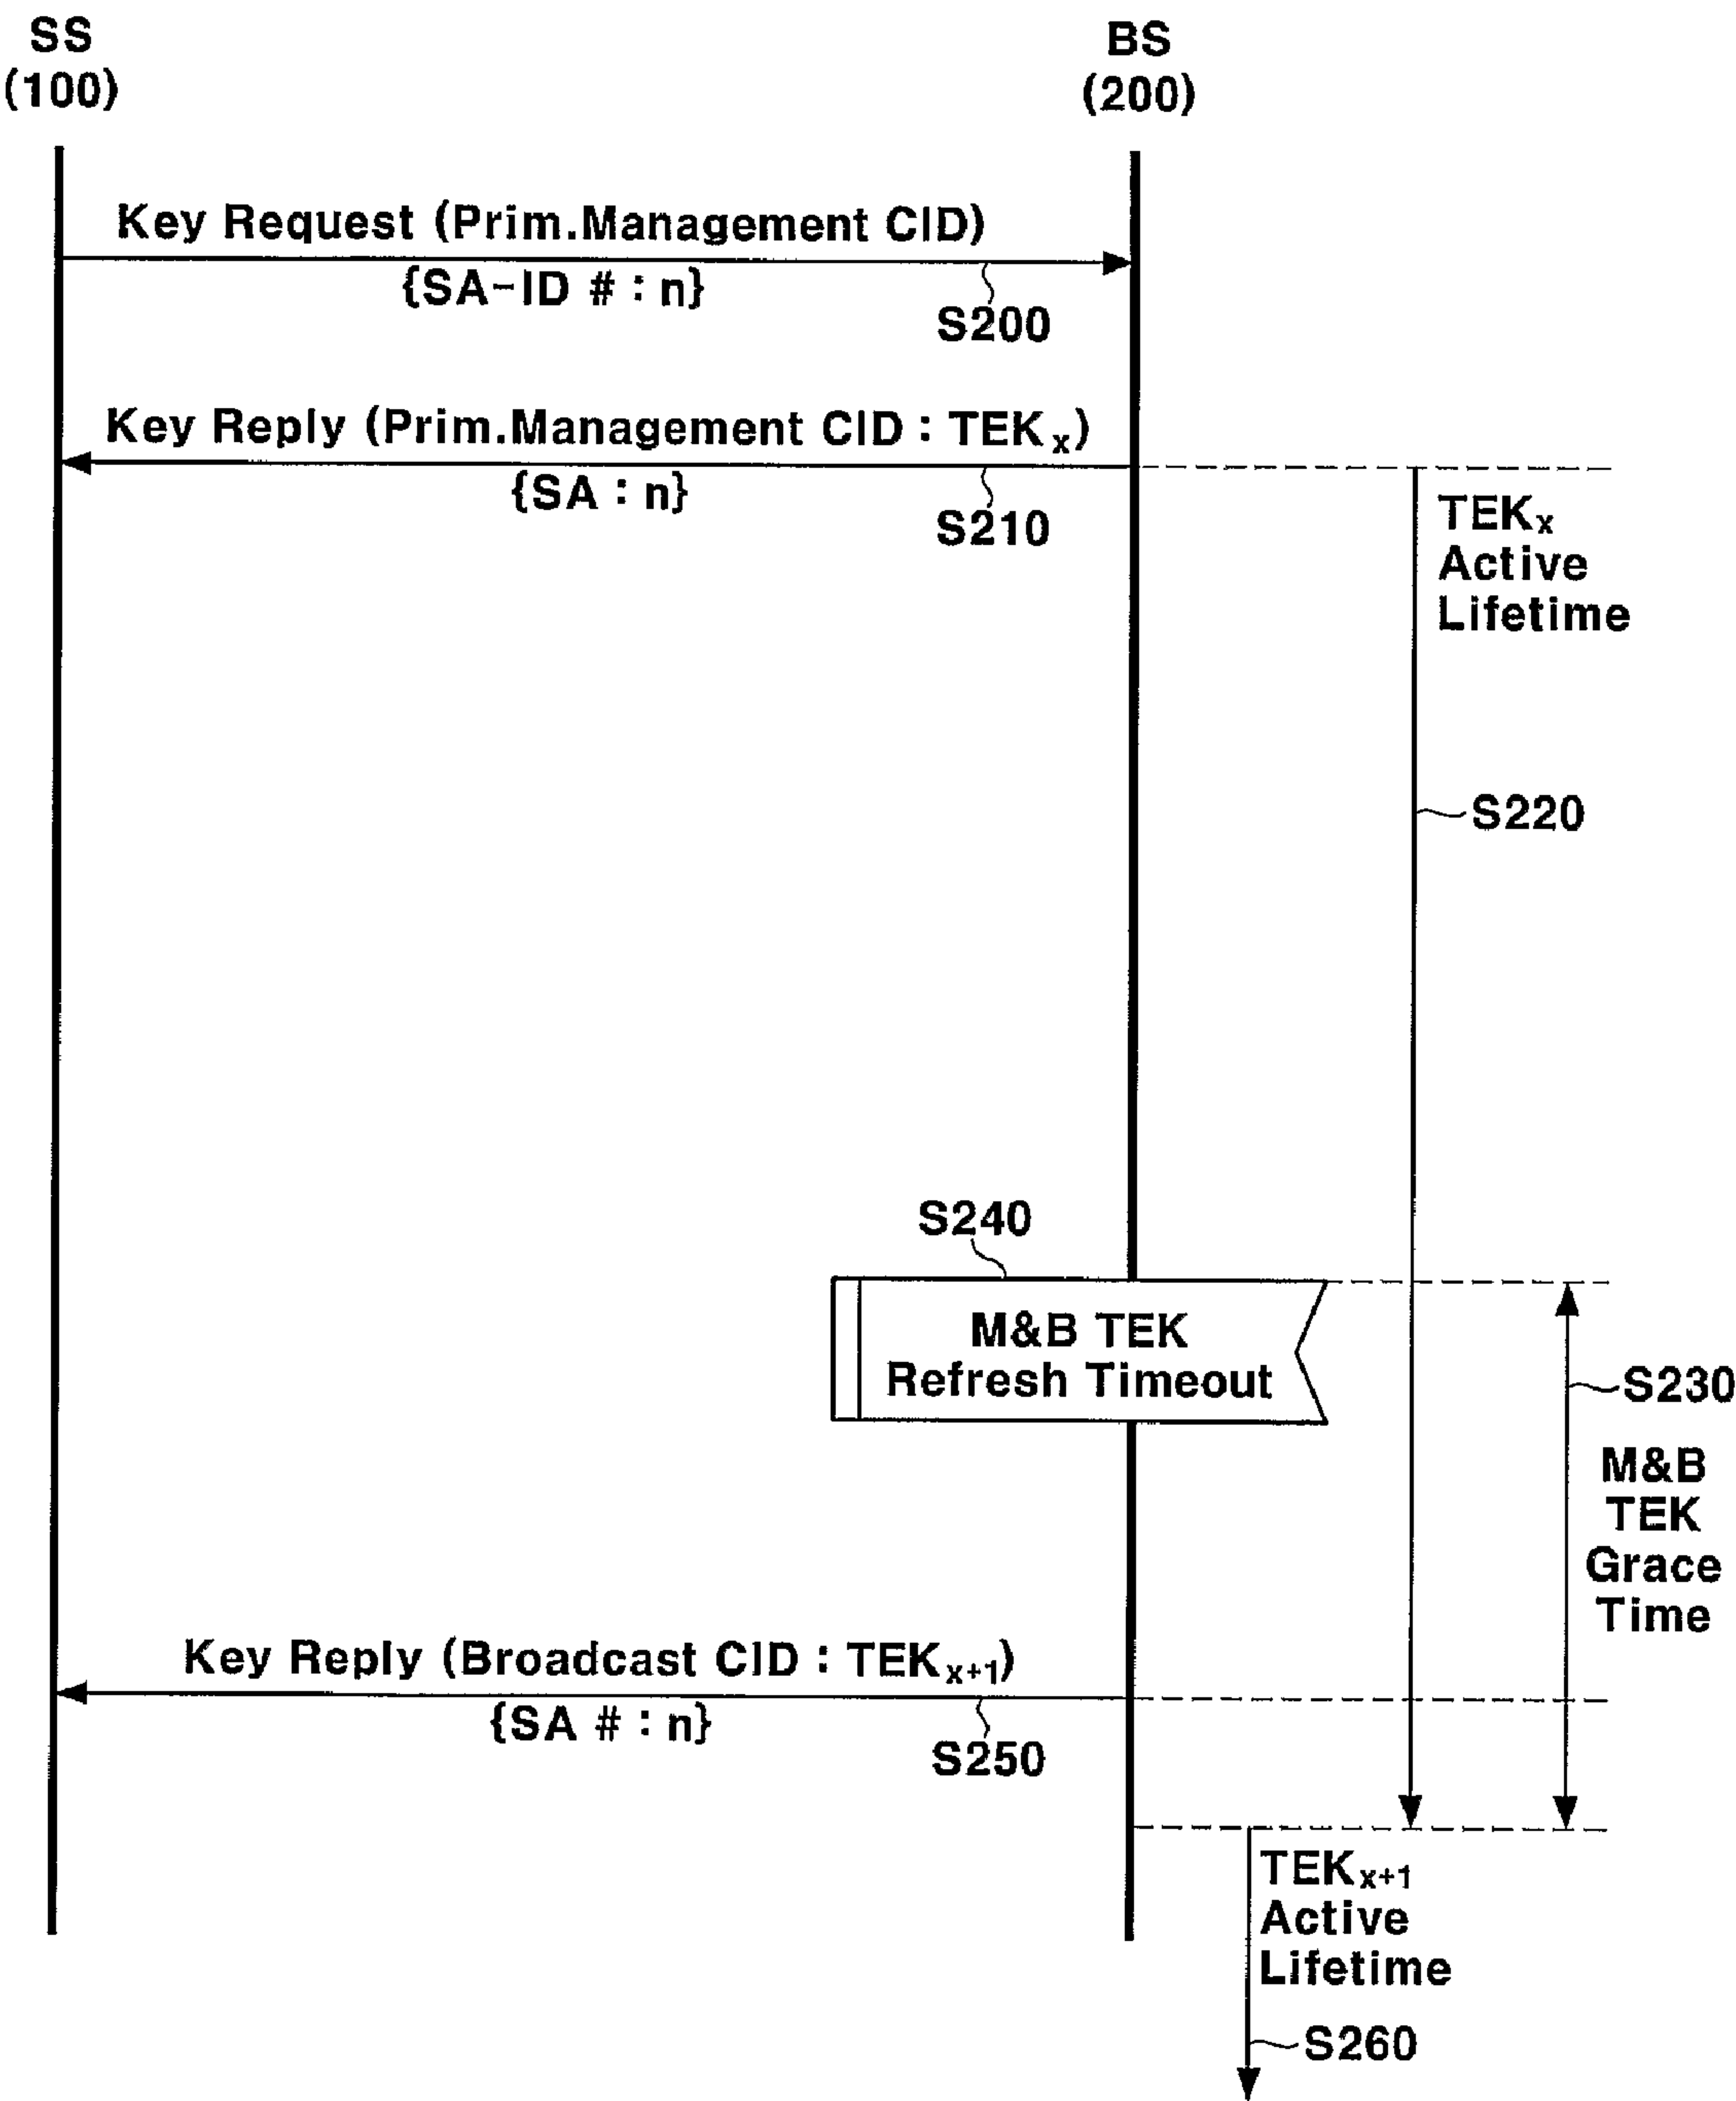 SS
(100)
BS
(200)
Key Request (Prim.Management CID)
{SA-ID # : n}
S200
Key Reply (Prim.Management CID : TEKx)
{SA : n}
S210
TEKx
Active
Lifetime
S220
S240
M&B TEK
Refresh Timeout
S230
M&B
TEK
Grace
Time
Key Reply (Broadcast CID : TEKx+1)
{SA # : n}
S250
TEKx+1
Active
Lifetime
S260